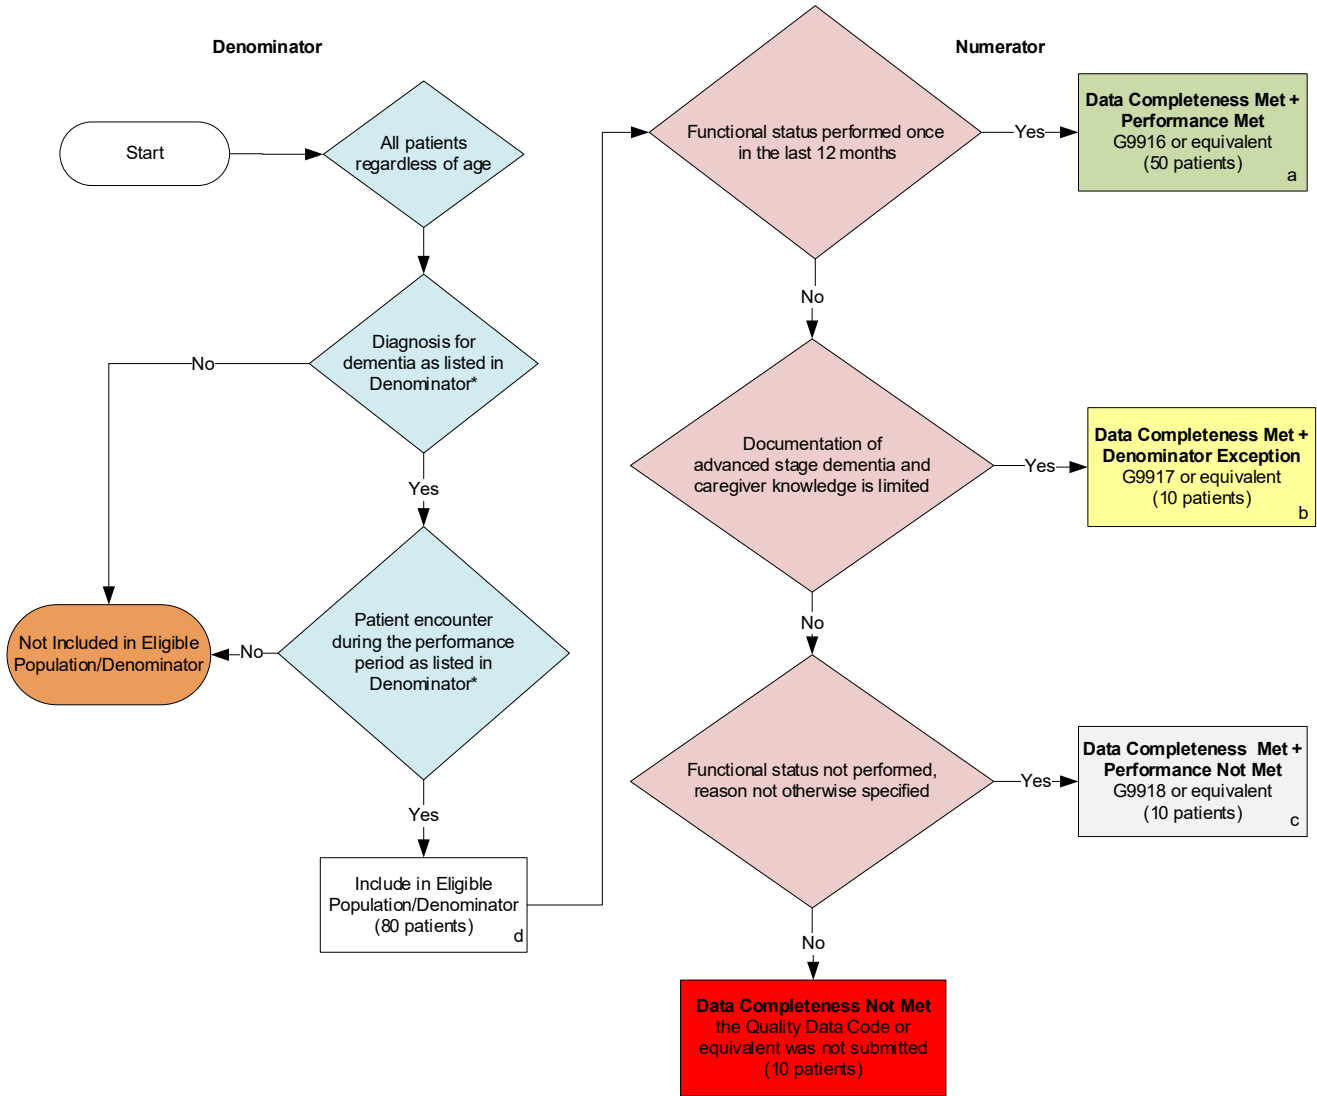 Denominator
Start
All patients
regardless of age
Diagnosis for
dementia as listed in
Denominator*
No
Yes
Patient encounter
during the performance
period as listed in
Denominator*
No
Not Included in Eligible
Population/Denominator
Yes
Include in Eligible
Population/Denominator
(80 patients)
d
Numerator
Functional status performed once
in the last 12 months
Yes
Data Completeness Met +
Performance Met
G9916 or equivalent
(50 patients)
a
No
Documentation of
advanced stage dementia and
caregiver knowledge is limited
Yes
Data Completeness Met +
Denominator Exception
G9917 or equivalent
(10 patients)
b
No
Functional status not performed,
reason not otherwise specified
Yes
Data Completeness Met +
Performance Not Met
G9918 or equivalent
(10 patients)
c
No
Data Completeness Not Met
the Quality Data Code or
equivalent was not submitted
(10 patients)